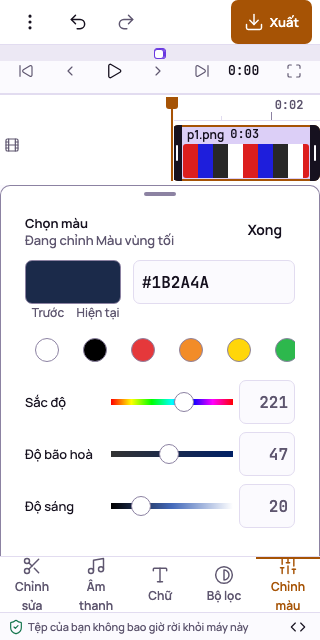 Xuất
0:00
0:02
p1.png 0:03
Chọn màu
Đang chỉnh Màu vùng tối
Xong
#1B2A4A
Trước Hiện tại
Sắc độ 221
Độ bão hoà 47
Độ sáng 20
Chỉnh sửa
Âm thanh
Chữ
Bộ lọc
Chỉnh màu
Tệp của bạn không bao giờ rời khỏi máy này